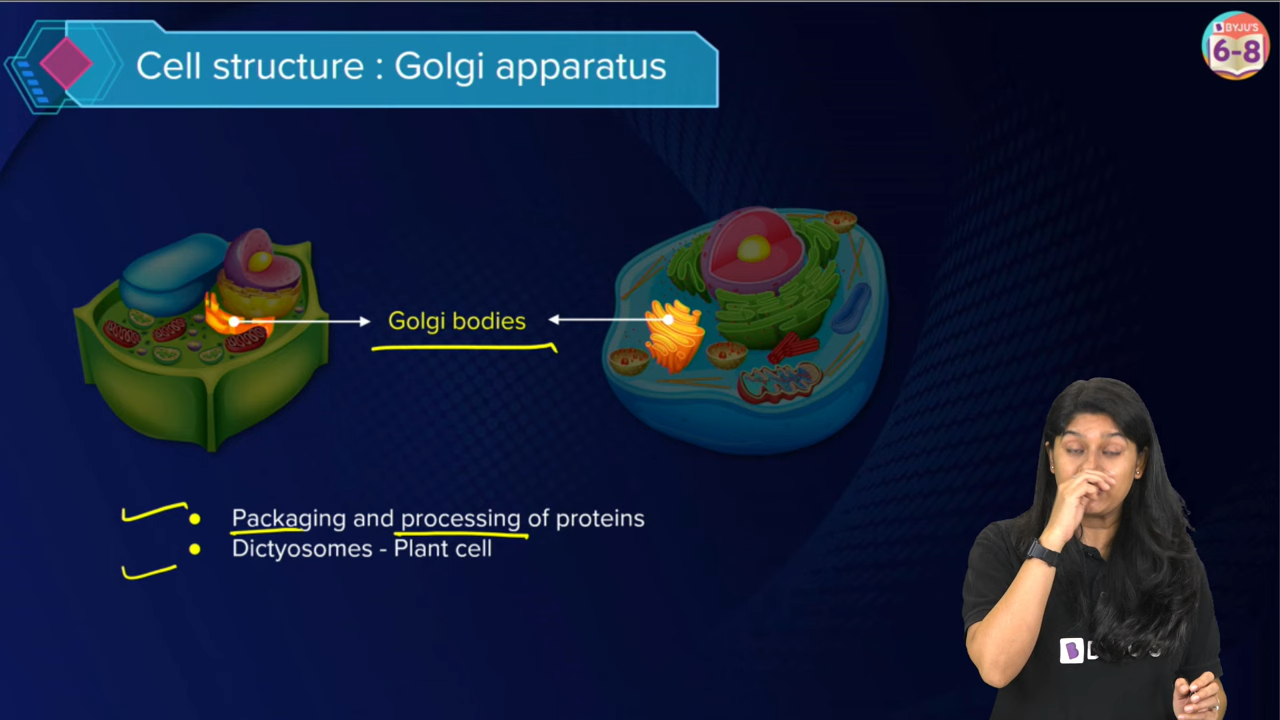 Cell structure : Golgi apparatus
BYJU'S
6-8
Golgi bodies
• Packaging and processing of proteins
• Dictyosomes - Plant cell